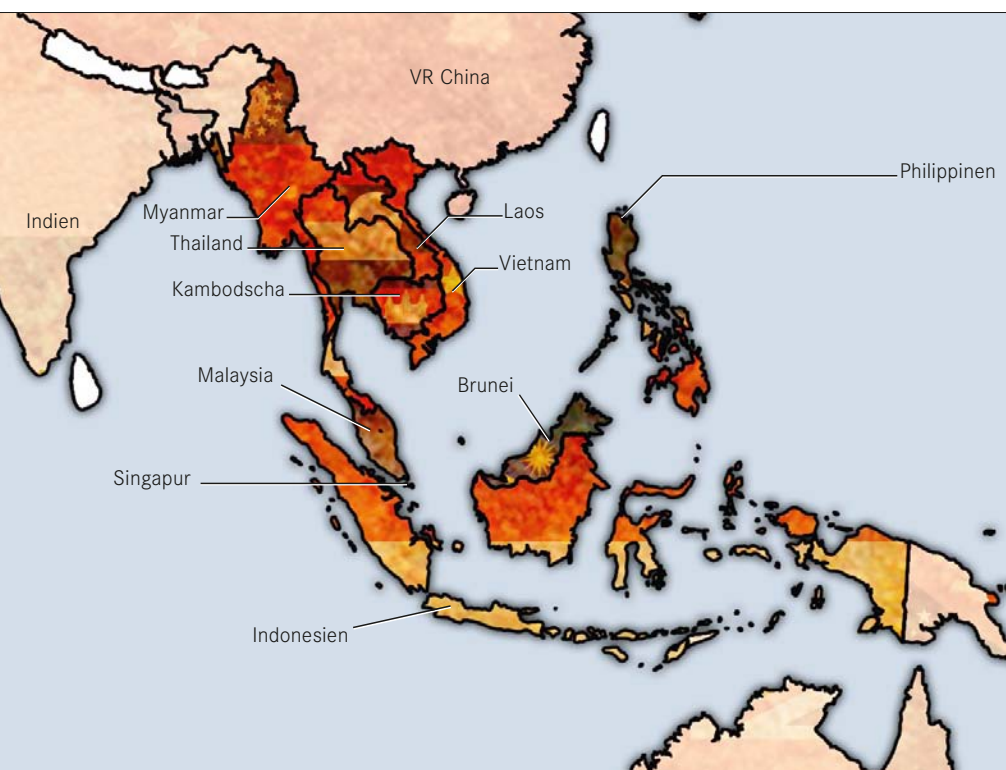 VR China
Philippinen
Indien
Myanmar
Laos
Thailand
Vietnam
Kambodscha
Malaysia
Brunei
Singapur
Indonesien